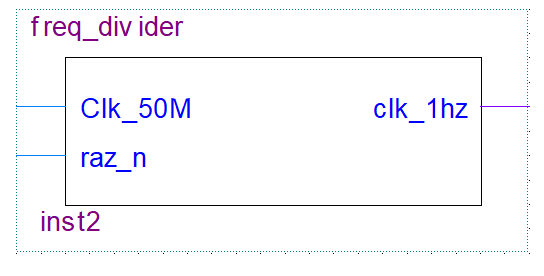 freq_divider
Clk_50M clk_1hz
raz_n
inst2